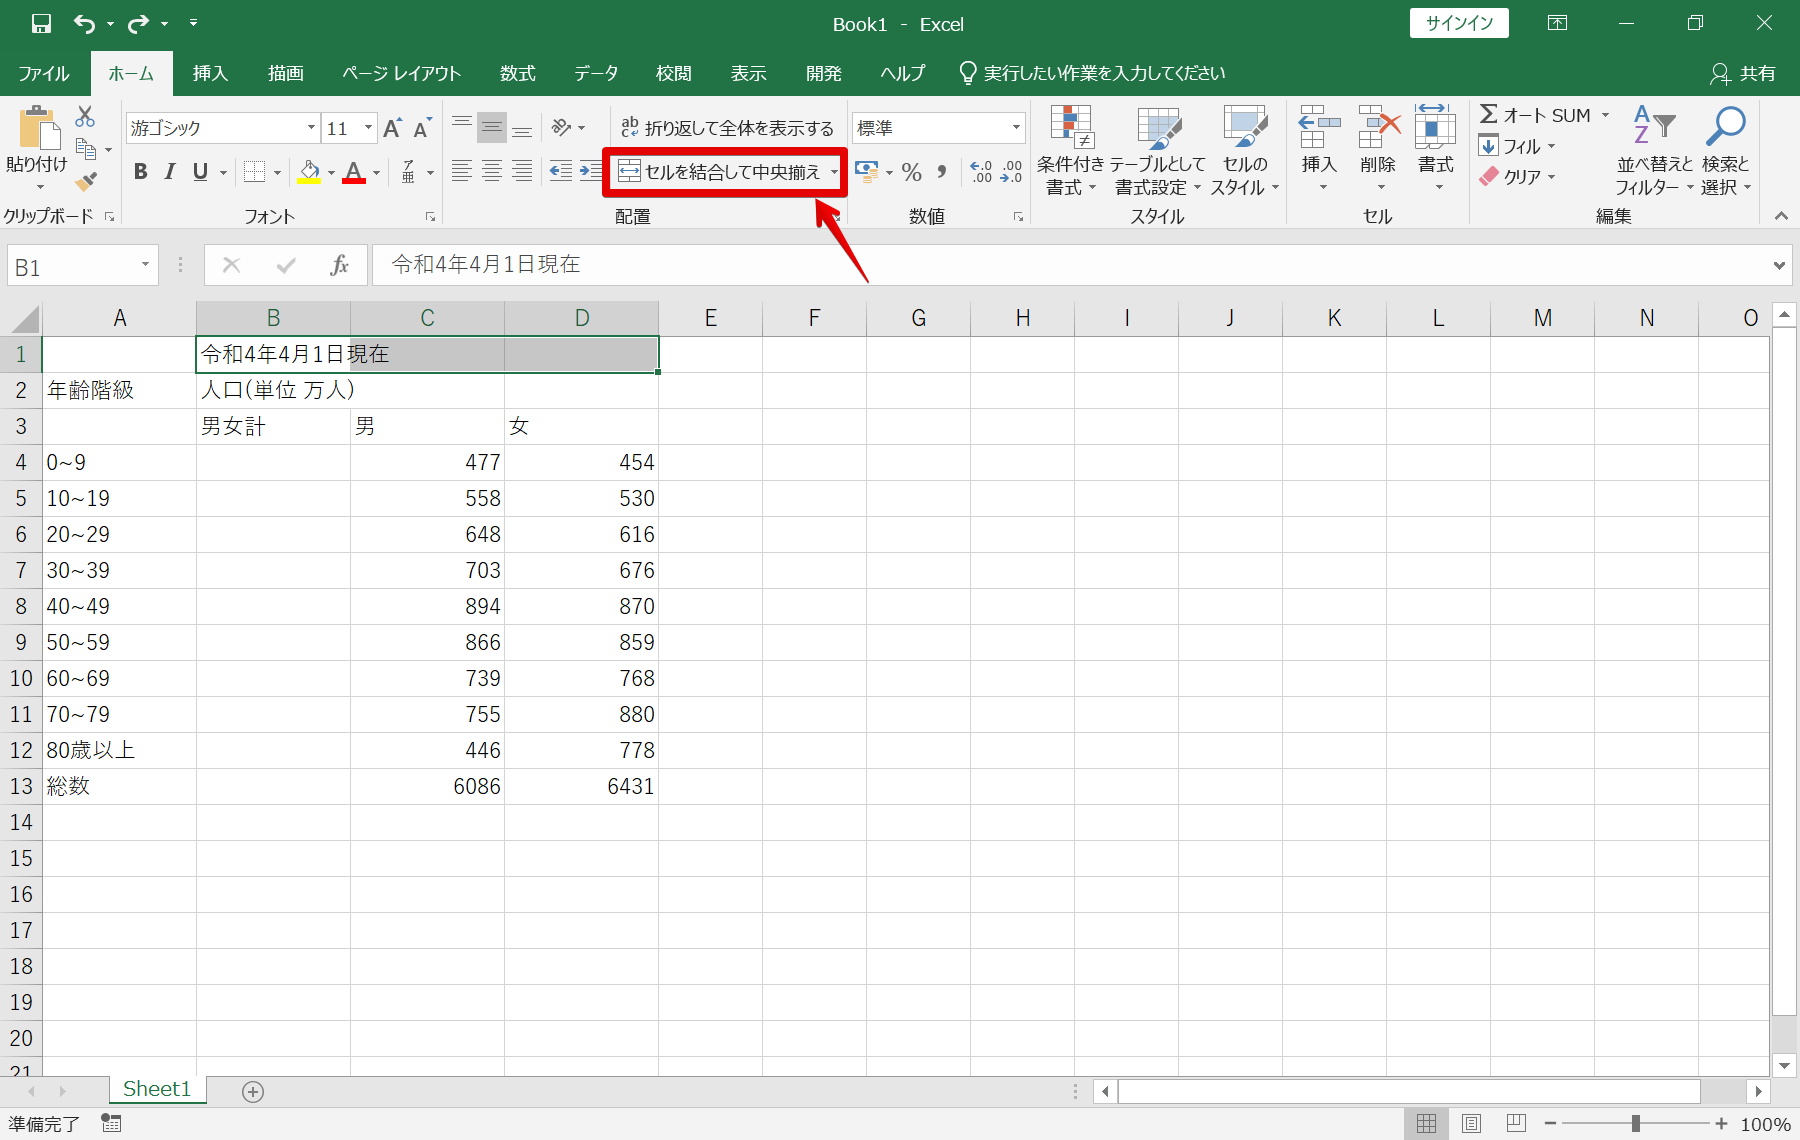 Book1 - Excel
サインイン
ファイル ホーム 挿入 描画 ページ レイアウト 数式 データ 校閲 表示 開発 ヘルプ 実行したい作業を入力してください 共有
貼り付け
クリップボード
游ゴシック 11 A A
B I U A ア 亜
フォント
ab c 折り返して全体を表示する
セルを結合して中央揃え
配置
標準
% , .0 .00 .00 .0
数値
条件付き書式
テーブルとして書式設定
セルのスタイル
スタイル
挿入 削除 書式
セル
Σ オート SUM
フィル
クリア
A Z 並べ替えと フィルター
検索と 選択
編集
B1 fx 令和4年4月1日現在
A B C D E F G H I J K L M N O
1 令和4年4月1日現在
2 年齢階級 人口(単位 万人)
3 男女計 男 女
4 0~9 477 454
5 10~19 558 530
6 20~29 648 616
7 30~39 703 676
8 40~49 894 870
9 50~59 866 859
10 60~69 739 768
11 70~79 755 880
12 80歳以上 446 778
13 総数 6086 6431
14
15
16
17
18
19
20
21
Sheet1
準備完了 100%